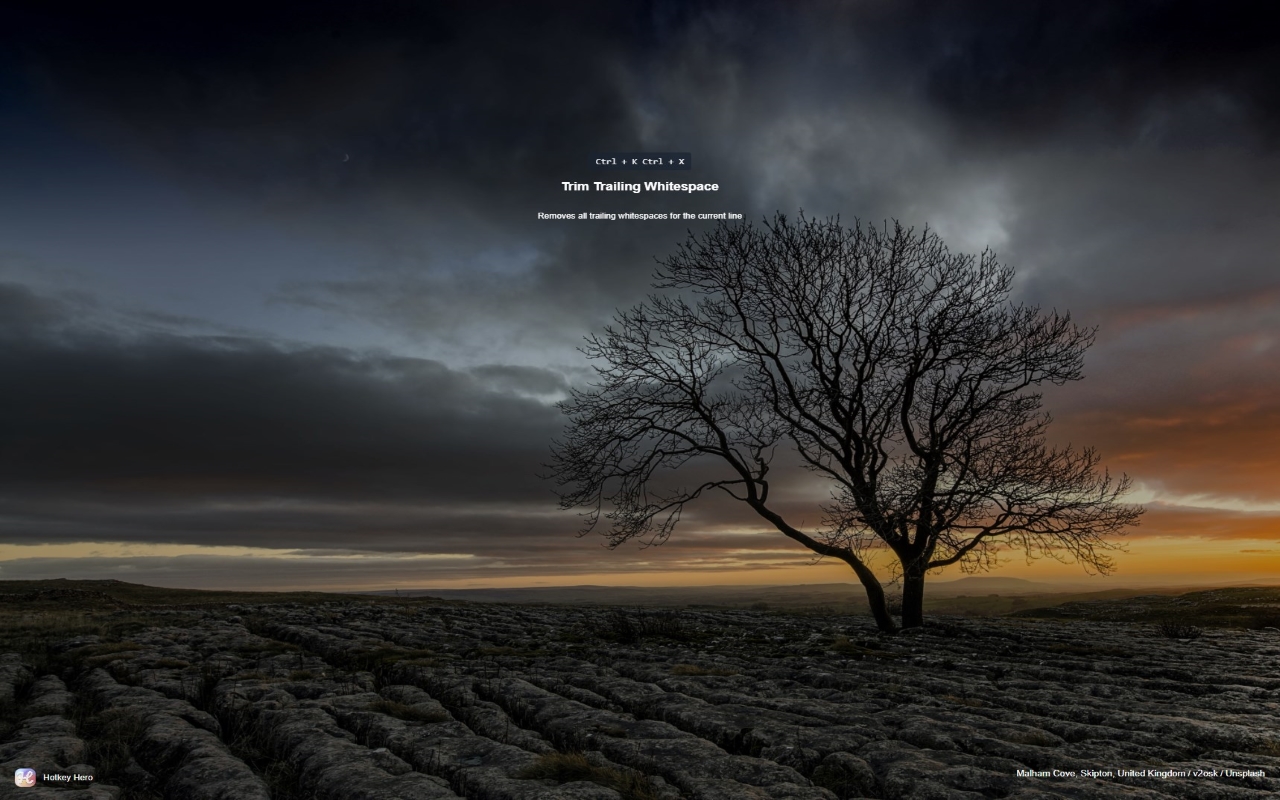 Ctrl + K Ctrl + X
Trim Trailing Whitespace
Removes all trailing whitespaces for the current line
Hotkey Hero
Malham Cove, Skipton, United Kingdom / v2osk / Unsplash